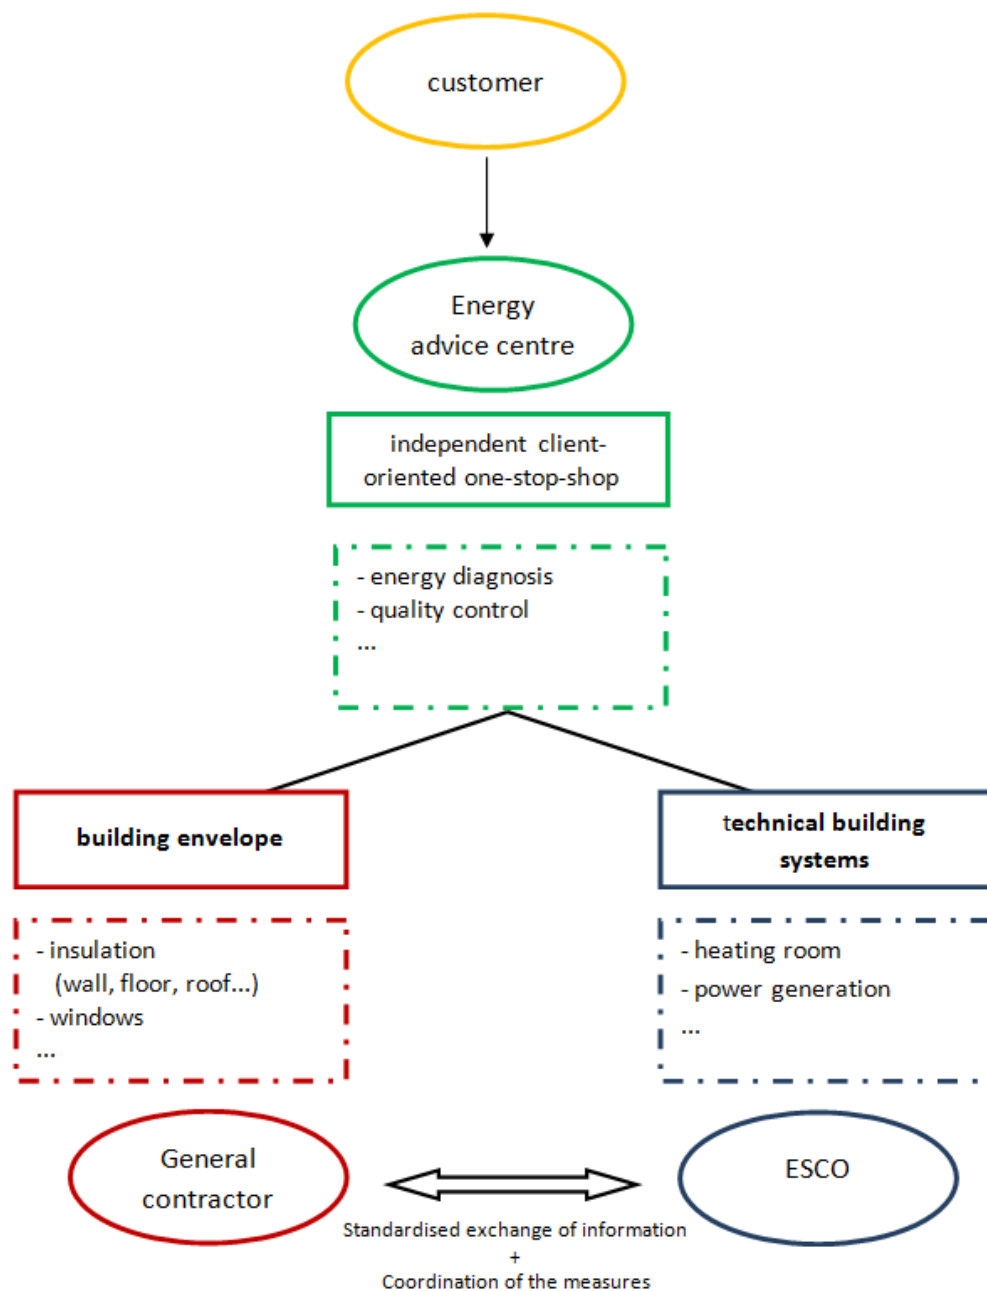 customer
Energy
advice centre
independent client-
oriented one-stop-shop
- energy diagnosis
- quality control
...
building envelope
technical building
systems
- insulation
(wall, floor, roof...)
- windows
...
- heating room
- power generation
...
General
contractor
ESCO
Standardised exchange of information
+
Coordination of the measures